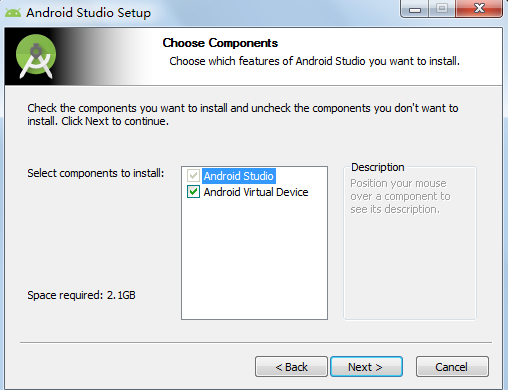 Android Studio Setup
Choose Components
Choose which features of Android Studio you want to install.
Check the components you want to install and uncheck the components you don't want to
install. Click Next to continue.
Select components to install:
Android Studio
Android Virtual Device
Description
Position your mouse
over a component to
see its description.
Space required: 2.1GB
< Back
Next >
Cancel